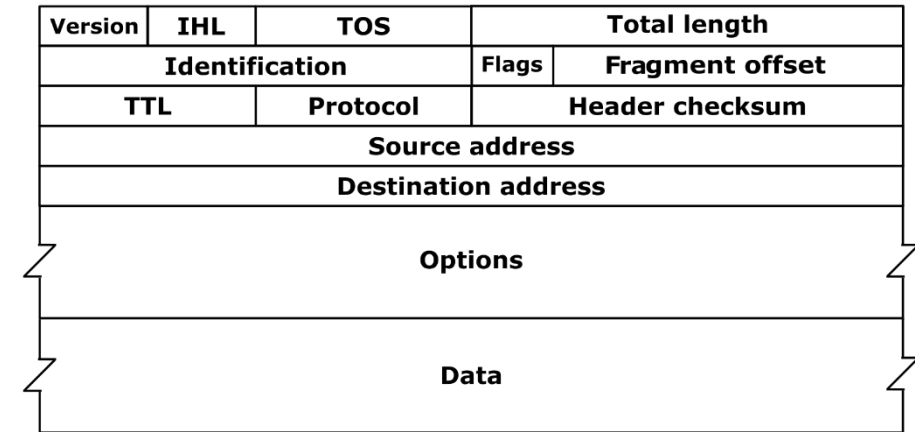 Version IHL TOS Total length
Identification Flags Fragment offset
TTL Protocol Header checksum
Source address
Destination address
Options
Data